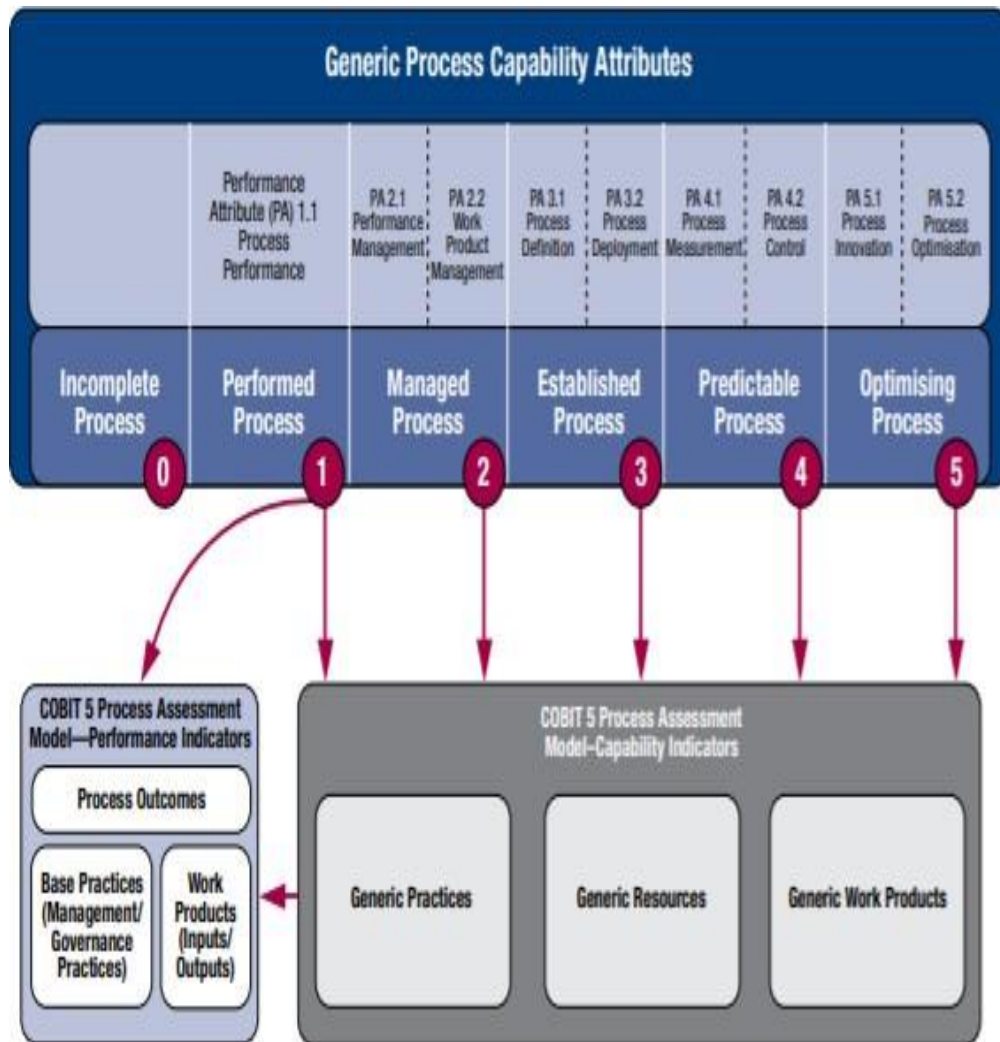 Generic Process Capability Attributes
Performance
Attribute (PA) 1.1
Process
Performance
PA 2.1
Performance
Management
PA 2.2
Work
Product
Management
PA 3.1
Process
Definition
PA 3.2
Process
Deployment
PA 4.1
Process
Measurement
PA 4.2
Process
Control
PA 5.1
Process
Innovation
PA 5.2
Process
Optimisation
Incomplete
Process
0
Performed
Process
1
Managed
Process
2
Established
Process
3
Predictable
Process
4
Optimising
Process
5
COBIT 5 Process Assessment
Model—Performance Indicators
Process Outcomes
Base Practices
(Management/
Governance
Practices)
Work
Products
(Inputs/
Outputs)
COBIT 5 Process Assessment
Model–Capability Indicators
Generic Practices
Generic Resources
Generic Work Products